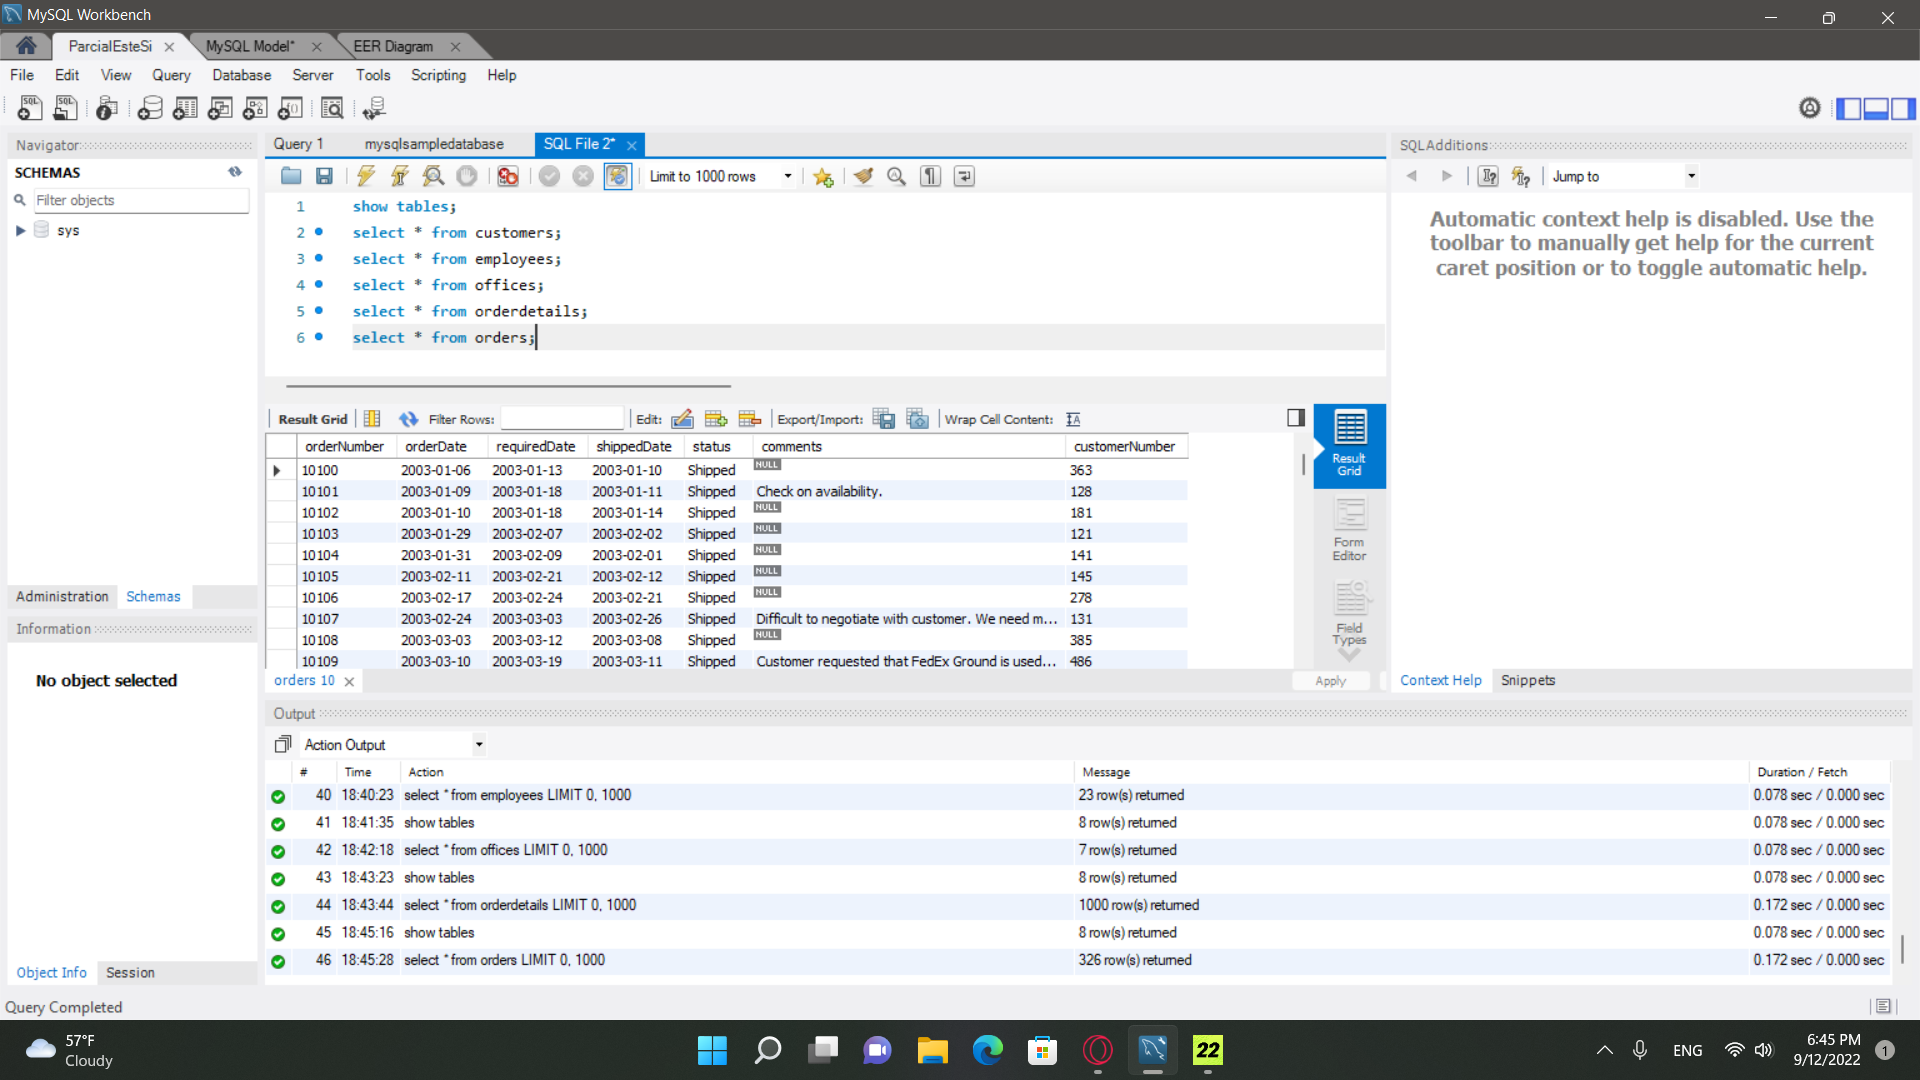 MySQL Workbench
ParcialEsteSi
MySQL Model*
EER Diagram
File Edit View Query Database Server Tools Scripting Help
Navigator
SCHEMAS
Filter objects
sys
Administration Schemas
Information
No object selected
Object Info Session
Query 1 mysqlsampledatabase SQL File 2*
Limit to 1000 rows
1 show tables;
2 select * from customers;
3 select * from employees;
4 select * from offices;
5 select * from orderdetails;
6 select * from orders;
Result Grid Filter Rows: Edit: Export/Import: Wrap Cell Content:
orderNumber orderDate requiredDate shippedDate status comments customerNumber
10100 2003-01-06 2003-01-13 2003-01-10 Shipped NULL 363
10101 2003-01-09 2003-01-18 2003-01-11 Shipped Check on availability. 128
10102 2003-01-10 2003-01-18 2003-01-14 Shipped NULL 181
10103 2003-01-29 2003-02-07 2003-02-02 Shipped NULL 121
10104 2003-01-31 2003-02-09 2003-02-01 Shipped NULL 141
10105 2003-02-11 2003-02-21 2003-02-12 Shipped NULL 145
10106 2003-02-17 2003-02-24 2003-02-21 Shipped NULL 278
10107 2003-02-24 2003-03-03 2003-02-26 Shipped Difficult to negotiate with customer. We need m... 131
10108 2003-03-03 2003-03-12 2003-03-08 Shipped NULL 385
10109 2003-03-10 2003-03-19 2003-03-11 Shipped Customer requested that FedEx Ground is used... 486
Result
Grid
Form
Editor
Field
Types
orders 10
Apply
SQLAdditions
Jump to
Automatic context help is disabled. Use the
toolbar to manually get help for the current
caret position or to toggle automatic help.
Context Help Snippets
Output
Action Output
# Time Action Message Duration / Fetch
40 18:40:23 select * from employees LIMIT 0, 1000 23 row(s) returned 0.078 sec / 0.000 sec
41 18:41:35 show tables 8 row(s) returned 0.078 sec / 0.000 sec
42 18:42:18 select * from offices LIMIT 0, 1000 7 row(s) returned 0.078 sec / 0.000 sec
43 18:43:23 show tables 8 row(s) returned 0.078 sec / 0.000 sec
44 18:43:44 select * from orderdetails LIMIT 0, 1000 1000 row(s) returned 0.172 sec / 0.000 sec
45 18:45:16 show tables 8 row(s) returned 0.078 sec / 0.000 sec
46 18:45:28 select * from orders LIMIT 0, 1000 326 row(s) returned 0.172 sec / 0.000 sec
Query Completed
57°F
Cloudy
22
ENG
6:45 PM
9/12/2022
1